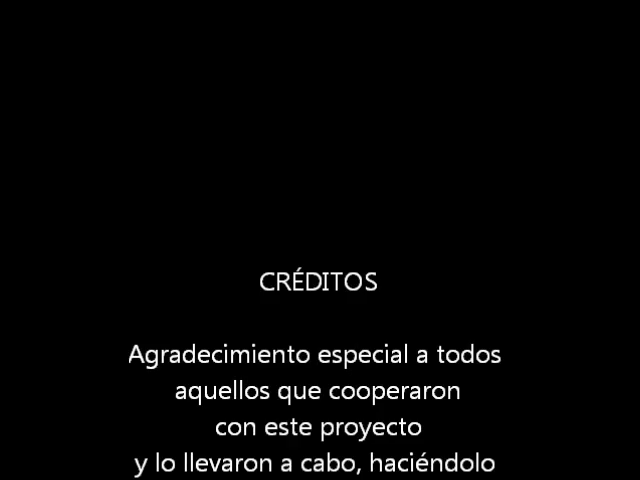 CRÉDITOS
Agradecimiento especial a todos
aquellos que cooperaron
con este proyecto
y lo llevaron a cabo, haciéndolo